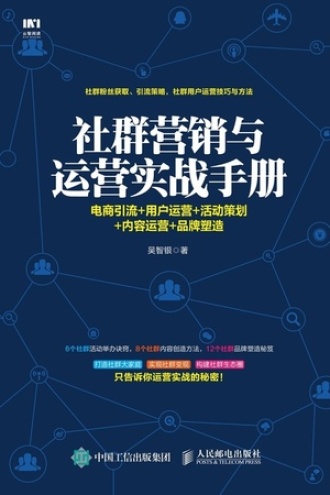 社群粉丝获取、引流策略,社群用户运营技巧与方法
社群营销与
运营实战手册
电商引流+用户运营+活动策划
+内容运营+品牌塑造
吴智银 著
6个社群活动举办诀窍,8个社群内容创造方法,12个社群品牌塑造秘笈
打造社群大家庭 实现社群变现 构建社群生态圈
只告诉你运营实战的秘密!
中国工信出版集团 人民邮电出版社
POSTS & TELECOM PRESS